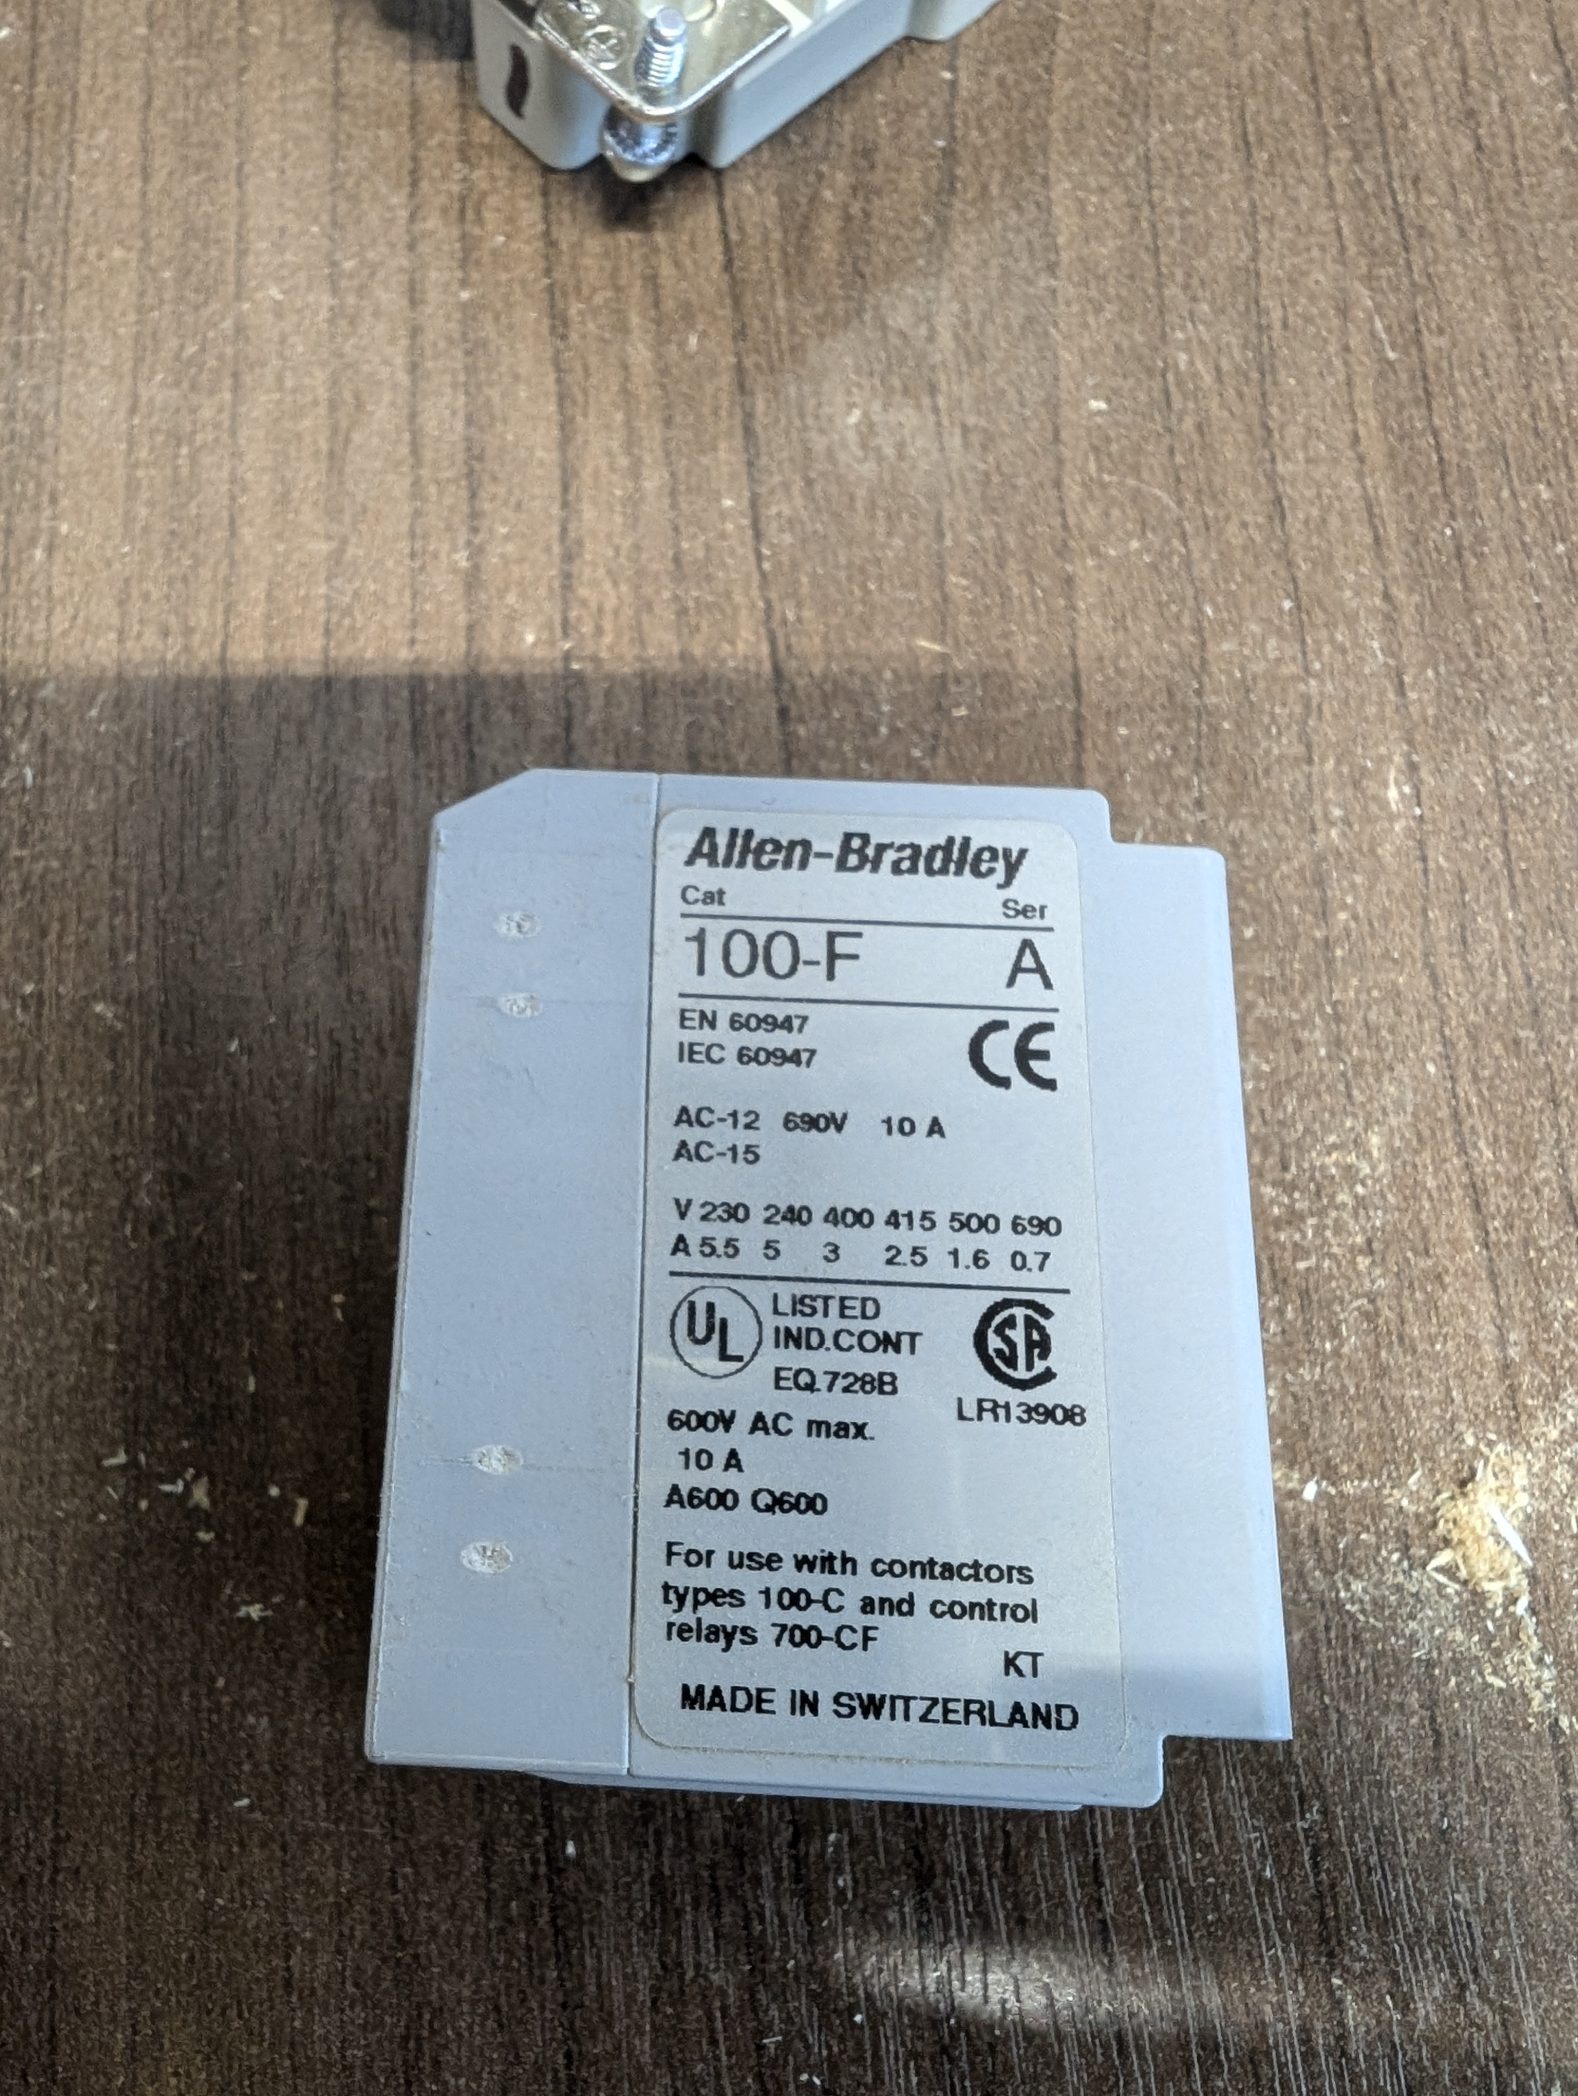 Allen-Bradley
Cat Ser
100-F A
EN 60947
IEC 60947
CE
AC-12 690V 10 A
AC-15
V 230 240 400 415 500 690
A 5.5 5 3 2.5 1.6 0.7
UL LISTED
IND.CONT
EQ.728B
CSA
LR13908
600V AC max.
10 A
A600 Q600
For use with contactors
types 100-C and control
relays 700-CF
KT
MADE IN SWITZERLAND